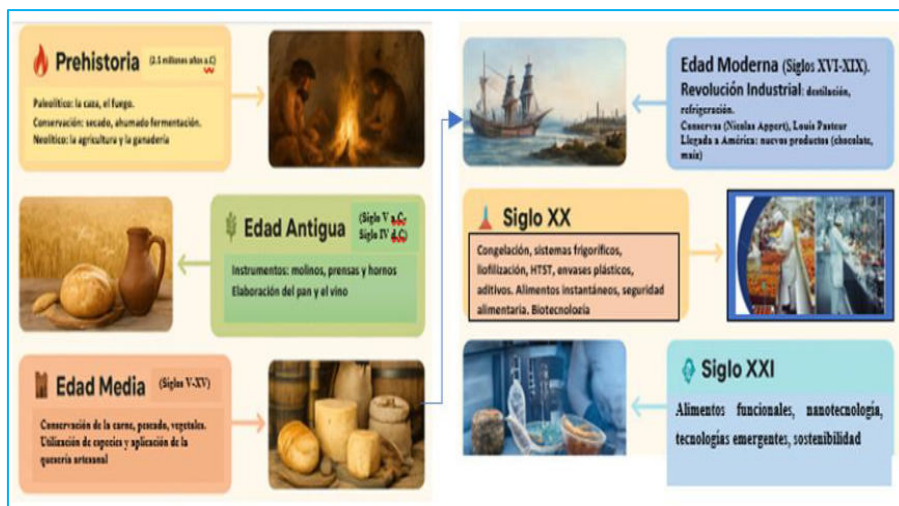 Prehistoria (2.5 millones años a.C)
Paleolítico: la caza, el fuego.
Conservación: secado, ahumado fermentación.
Neolítico: la agricultura y la ganadería
Edad Antigua (Siglo V a.C,
Siglo IV d.C)
Instrumentos: molinos, prensas y hornos
Elaboración del pan y el vino
Edad Media (Siglos V-XV)
Conservación de la carne, pescado, vegetales.
Utilización de especies y aplicación de la
quesería artesanal
Edad Moderna (Siglos XVI-XIX).
Revolución Industrial: destilación,
refrigeración.
Conservas (Nicolas Appert), Louis Pasteur
Llegada a América: nuevos productos (chocolate,
maíz)
Siglo XX
Congelación, sistemas frigoríficos,
liofilización, HTST, envases plásticos,
aditivos. Alimentos instantáneos, seguridad
alimentaria. Biotecnología
Siglo XXI
Alimentos funcionales, nanotecnología,
tecnologías emergentes, sostenibilidad